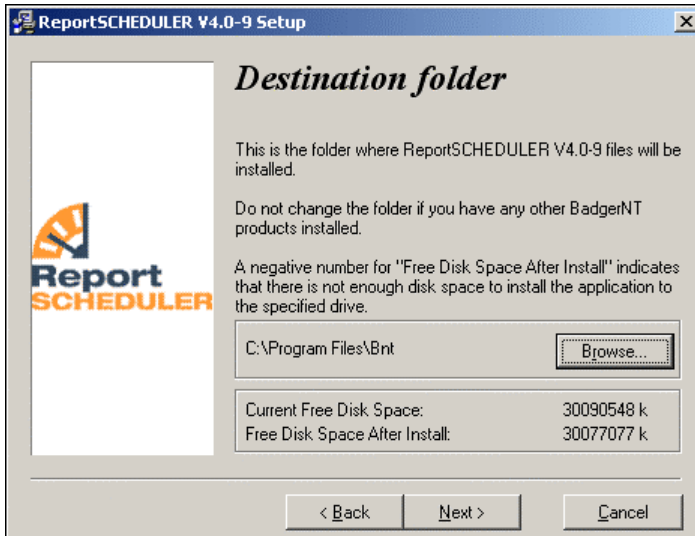 ReportSCHEDULER V4.0-9 Setup
Destination folder
This is the folder where ReportSCHEDULER V4.0-9 files will be
installed.
Do not change the folder if you have any other BadgerNT
products installed.
A negative number for "Free Disk Space After Install" indicates
that there is not enough disk space to install the application to
the specified drive.
Report
SCHEDULER
C:\Program Files\Bnt
Browse...
Current Free Disk Space: 30090548 k
Free Disk Space After Install: 30077077 k
< Back Next > Cancel